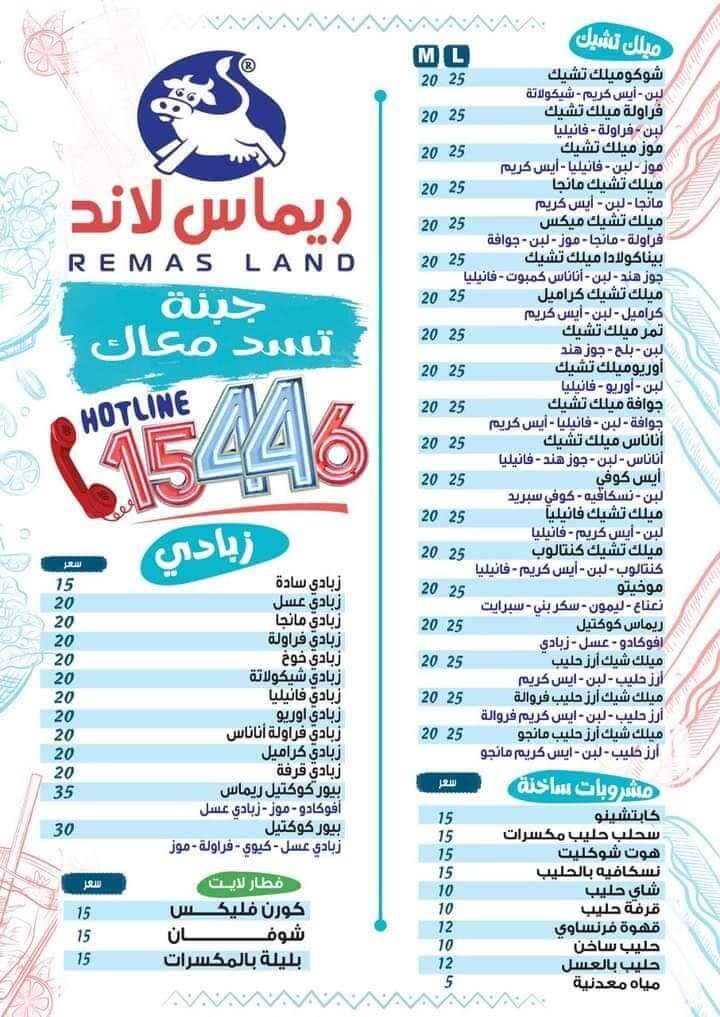 ميلك تشيك
M L
شوكوميلك تشيك 25 20
لبن - أيس كريم - شيكولاتة
فراولة ميلك تشيك 25 20
لبن - فراولة - فانيليا
موز ميلك تشيك 25 20
موز - لبن - فانيليا - أيس كريم
ميلك تشيك مانجا 25 20
مانجا - لبن - أيس كريم
ميلك تشيك ميكس 25 20
فراولة - مانجا - موز - لبن - جوافة
بيناكولادا ميلك تشيك 25 20
جوز هند - لبن - أناناس كمبوت - فانيليا
ميلك تشيك كراميل 25 20
كراميل - لبن - أيس كريم
تمر ميلك تشيك 25 20
لبن - بلح - جوز هند
أوريوميلك تشيك 25 20
لبن - أوريو - فانيليا
جوافة ميلك تشيك 25 20
جوافة - لبن - فانيليا - أيس كريم
أناناس ميلك تشيك 25 20
أناناس - لبن - جوز هند - فانيليا
أيس كوفي 25 20
لبن - نسكافيه - كوفي سبريد
ميلك تشيك فانيليا 25 20
لبن - أيس كريم - فانيليا
ميلك تشيك كنتالوب 25 20
كنتالوب - لبن - أيس كريم - فانيليا
موخيتو 25 20
نعناع - ليمون - سكر بني - سبرايت
ريماس كوكتيل 25 20
افوكادو - عسل - زبادي
ميلك شيك أرز حليب 25 20
أرز حليب - لبن - ايس كريم
ميلك شيك أرز حليب فروالة 25 20
أرز حليب - لبن - ايس كريم فروالة
ميلك شيك أرز حليب مانجو 25 20
أرز حليب - لبن - ايس كريم مانجو
مشروبات ساخنة
سعر
كابتشينو 15
سحلب حليب مكسرات 15
هوت شوكليت 15
نسكافيه بالحليب 15
شاي حليب 10
قرفة حليب 10
قهوة فرنساوي 12
حليب ساخن 10
حليب بالعسل 12
مياه معدنية 5
®
ريماس لاند
REMAS LAND
جبنة
تسد معاك
HOTLINE
15446
زبادي
سعر
زبادي سادة 15
زبادي عسل 20
زبادي مانجا 20
زبادي فراولة 20
زبادي خوخ 20
زبادي شيكولاتة 20
زبادي فانيليا 20
زبادي اوريو 20
زبادي فراولة أناناس 20
زبادي كراميل 20
زبادي قرفة 20
بيور كوكتيل ريماس 35
أفوكادو - موز - زبادي عسل
بيور كوكتيل 30
زبادي عسل - كيوي - فراولة - موز
فطار لايت
سعر
كورن فليكس 15
شوفان 15
بليلة بالمكسرات 15